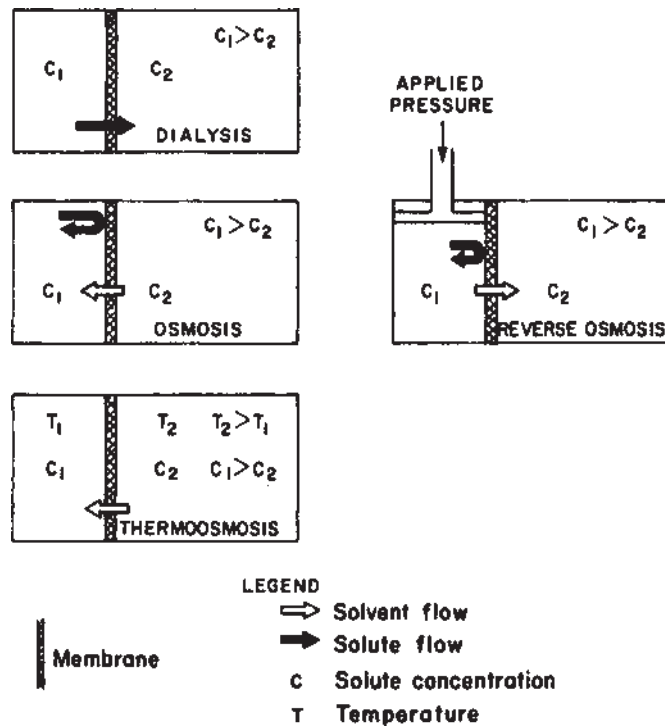 C₁>C₂
C₁ C₂
DIALYSIS
APPLIED
PRESSURE
C₁>C₂
C₁ C₂
OSMOSIS
C₁>C₂
C₁ C₂
REVERSE OSMOSIS
T₁ T₂ T₂>T₁
C₁ C₂ C₁>C₂
THERMOOSMOSIS
LEGEND
Solvent flow
Solute flow
Membrane
C Solute concentration
T Temperature